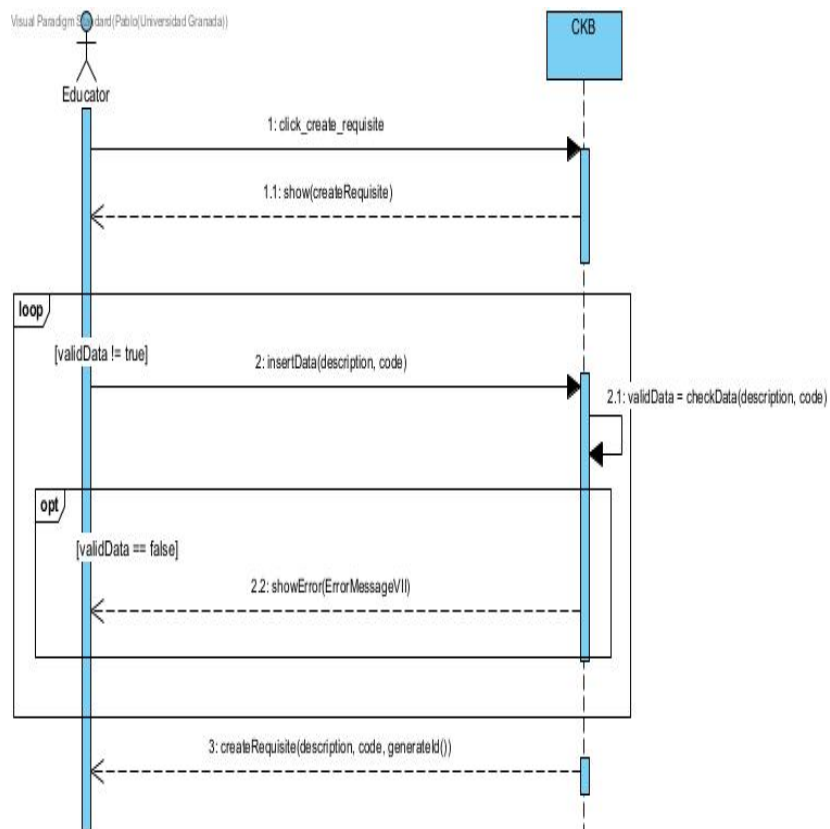 Visual Paradigm Standard(Pablo(Universidad Granada))
CKB
Educator
1: click_create_requisite
1.1: show(createRequisite)
loop
[validData != true]
2: insertData(description, code)
2.1: validData = checkData(description, code)
opt
[validData == false]
2.2: showError(ErrorMessageVII)
3: createRequisite(description, code, generateId())